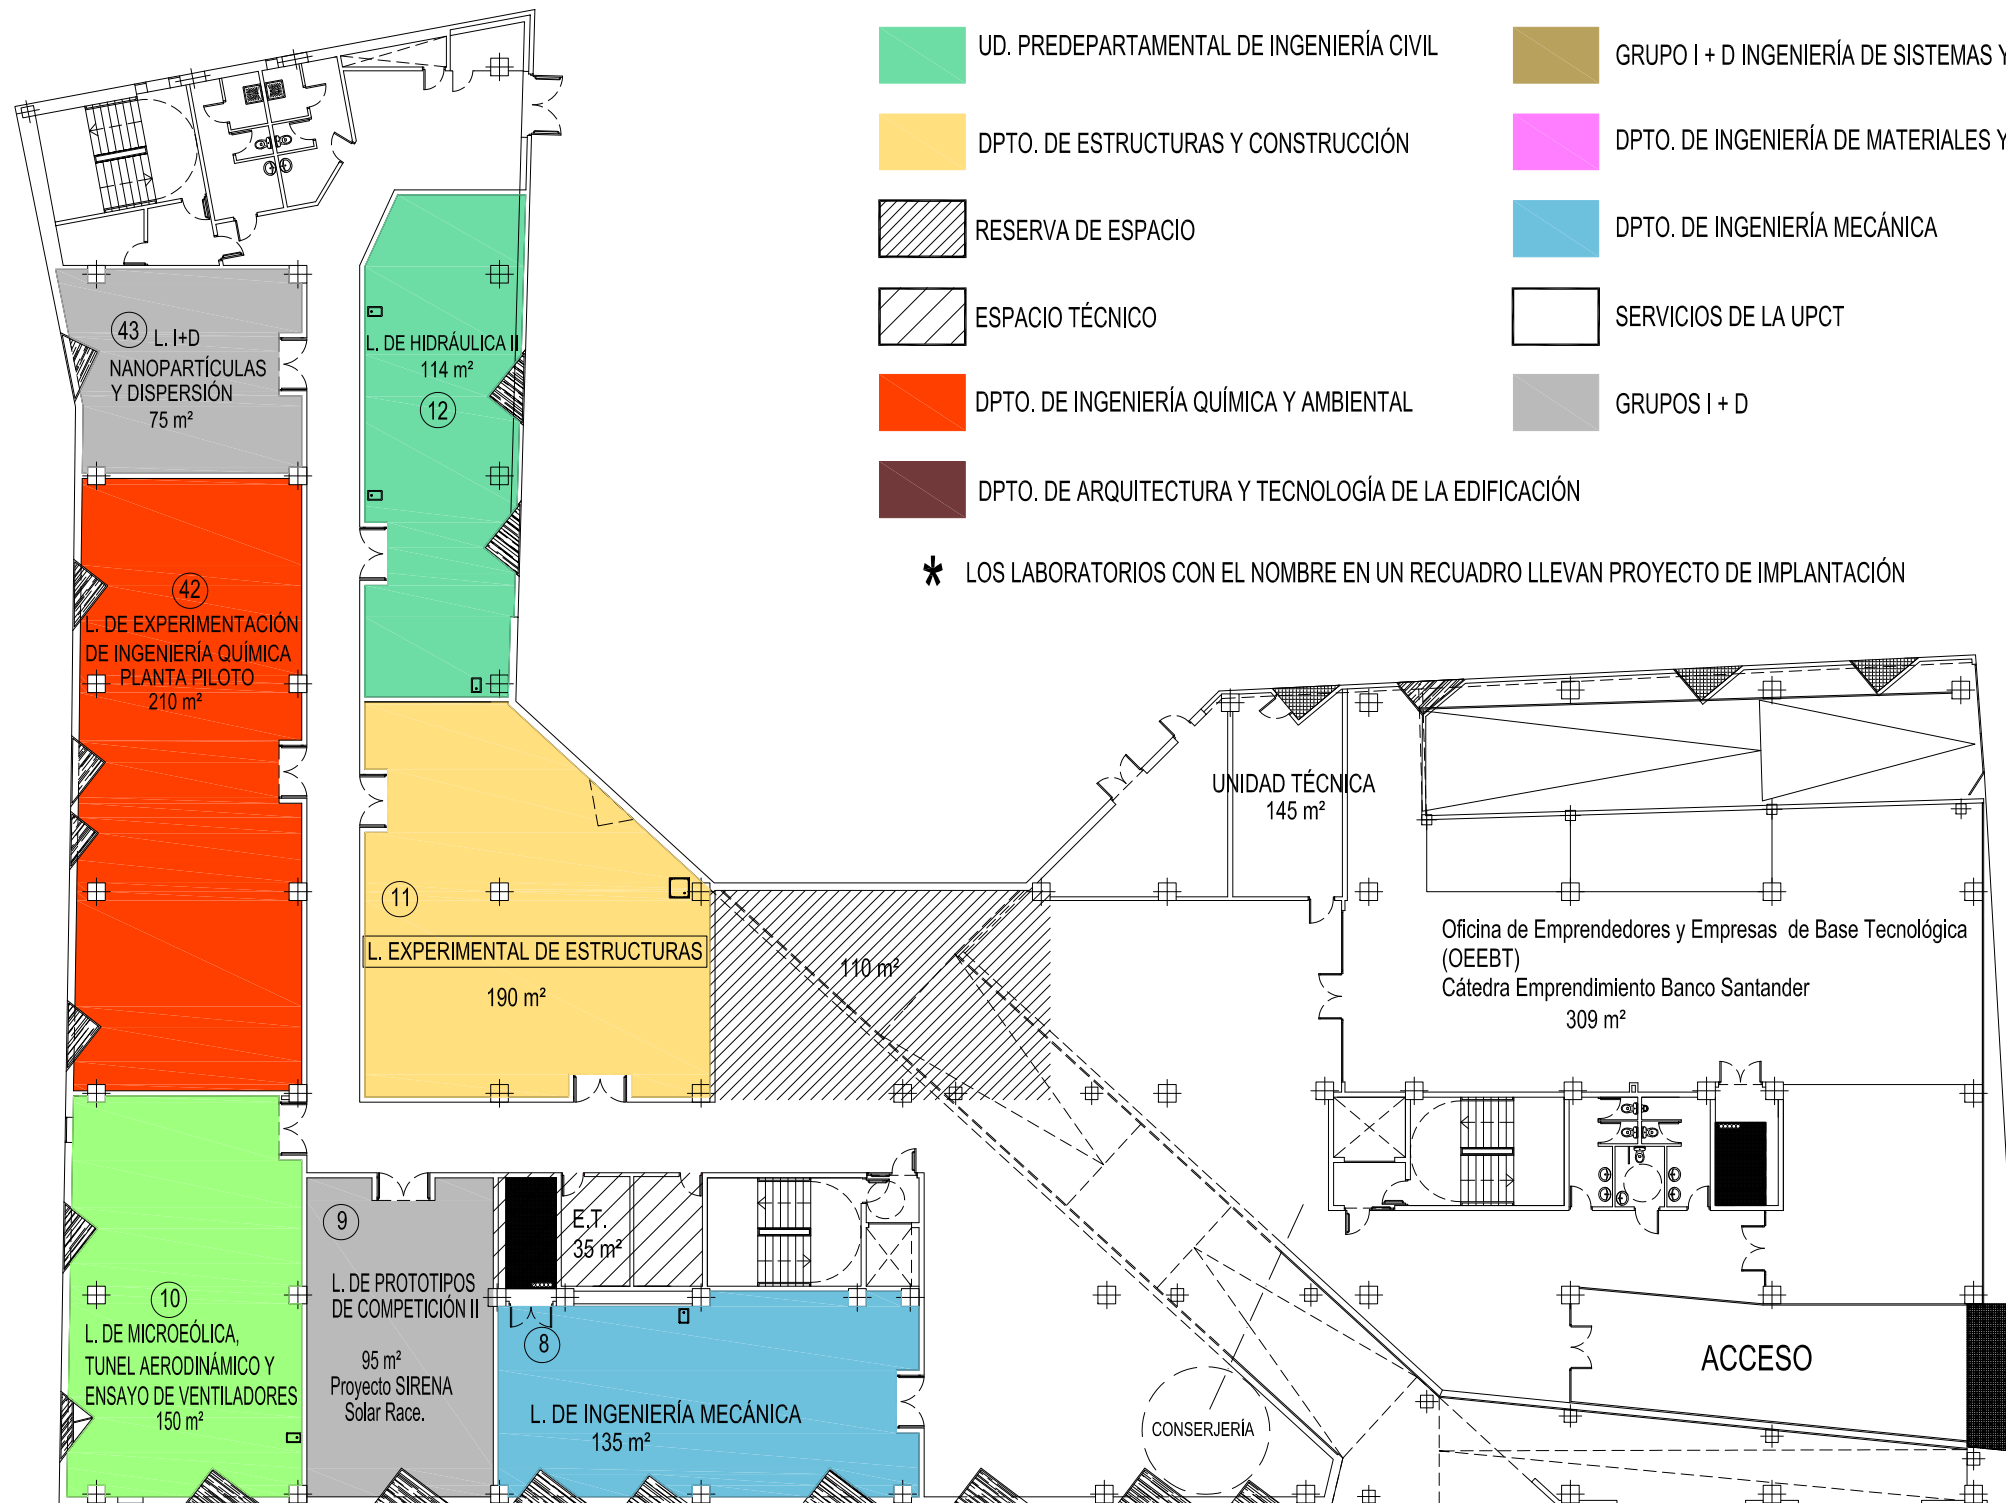 UD. PREDEPARTAMENTAL DE INGENIERÍA CIVIL
DPTO. DE ESTRUCTURAS Y CONSTRUCCIÓN
RESERVA DE ESPACIO
ESPACIO TÉCNICO
DPTO. DE INGENIERÍA QUÍMICA Y AMBIENTAL
DPTO. DE ARQUITECTURA Y TECNOLOGÍA DE LA EDIFICACIÓN
GRUPO I + D INGENIERÍA DE SISTEMAS Y
DPTO. DE INGENIERÍA DE MATERIALES Y
DPTO. DE INGENIERÍA MECÁNICA
SERVICIOS DE LA UPCT
GRUPOS I + D
* LOS LABORATORIOS CON EL NOMBRE EN UN RECUADRO LLEVAN PROYECTO DE IMPLANTACIÓN
43 L. I+D
NANOPARTÍCULAS
Y DISPERSIÓN
75 m²
L. DE HIDRÁULICA II
114 m²
12
42
L. DE EXPERIMENTACIÓN
DE INGENIERÍA QUÍMICA
PLANTA PILOTO
210 m²
11
L. EXPERIMENTAL DE ESTRUCTURAS
190 m²
110 m²
UNIDAD TÉCNICA
145 m²
Oficina de Emprendedores y Empresas de Base Tecnológica
(OEEBT)
Cátedra Emprendimiento Banco Santander
309 m²
10
L. DE MICROEÓLICA,
TUNEL AERODINÁMICO Y
ENSAYO DE VENTILADORES
150 m²
9
L. DE PROTOTIPOS
DE COMPETICIÓN II
95 m²
Proyecto SIRENA
Solar Race.
E.T.
35 m²
8
L. DE INGENIERÍA MECÁNICA
135 m²
CONSERJERÍA
ACCESO